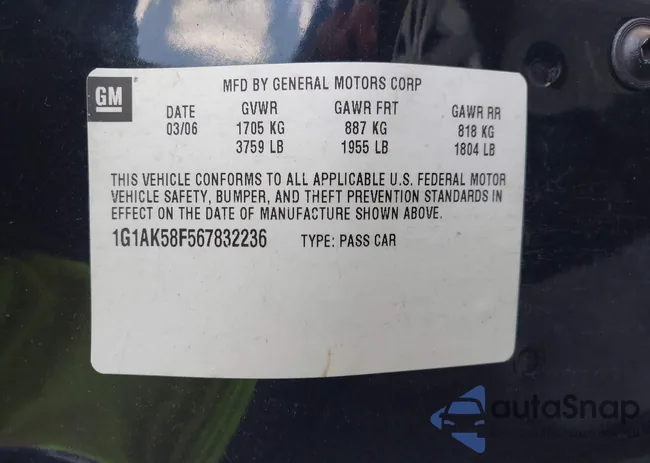 GM
MFD BY GENERAL MOTORS CORP
DATE GVWR GAWR FRT GAWR RR
03/06 1705 KG 887 KG 818 KG
3759 LB 1955 LB 1804 LB
THIS VEHICLE CONFORMS TO ALL APPLICABLE U.S. FEDERAL MOTOR
VEHICLE SAFETY, BUMPER, AND THEFT PREVENTION STANDARDS IN
EFFECT ON THE DATE OF MANUFACTURE SHOWN ABOVE.
1G1AK58F567832236 TYPE: PASS CAR
autoSnap